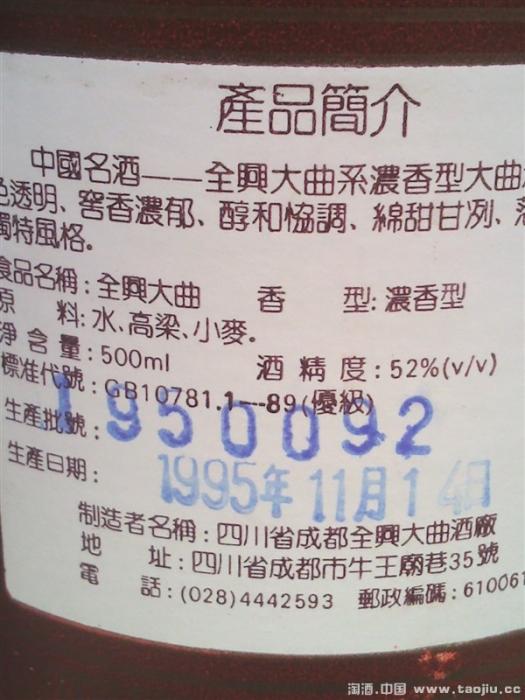 產品簡介
中國名酒——全興大曲系濃香型大曲
色透明、窖香濃郁、醇和協調、綿甜甘冽、落
獨特風格。
食品名稱:全興大曲 香 型:濃香型
原 料:水、高粱、小麥。
淨含量:500ml 酒精度:52%(v/v)
標准代號:GB10781.1--89(優級)
生產批號:1950092
生產日期:1995年11月14日
製造者名稱:四川省成都全興大曲酒廠
地 址:四川省成都市牛王廟巷35號
電 話:(028)4442593 郵政編碼:610061
淘酒.中国 www.taojiu.cc